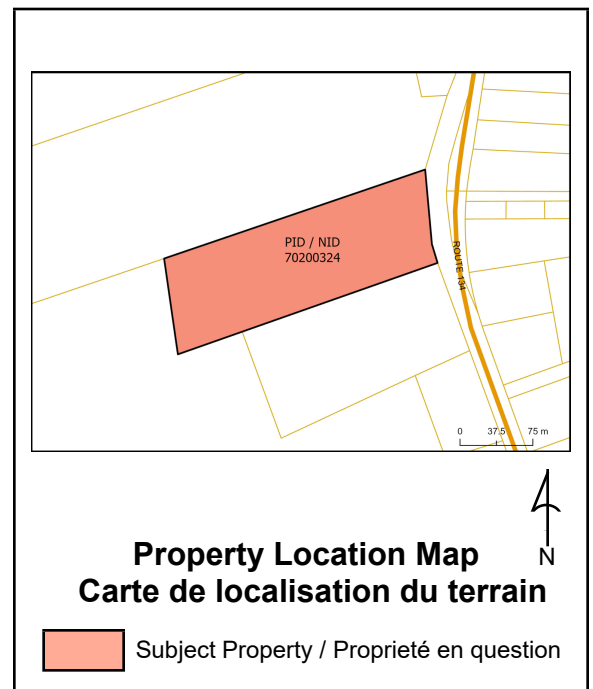 PID / NID
70200324
ROUTE 134
0 37.5 75 m
N
Property Location Map
Carte de localisation du terrain
Subject Property / Proprieté en question